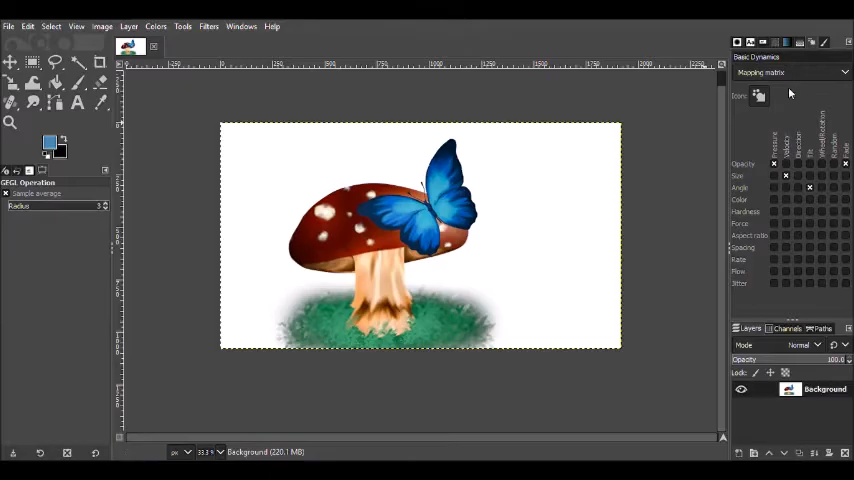 File Edit Select View Image Layer Colors Tools Filters Windows Help
Basic Dynamics
Mapping matrix
Icon:
Pressure Velocity Direction Tilt Wheel/Rotation Random Fade
Opacity
Size
Angle
Color
Hardness
Force
Aspect ratio
Spacing
Rate
Flow
Jitter
GEGL Operation
Sample average
Radius 3
Layers Channels Paths
Mode Normal
Opacity 100.0
Lock:
Background
px 33.3 % Background (220.1 MB)